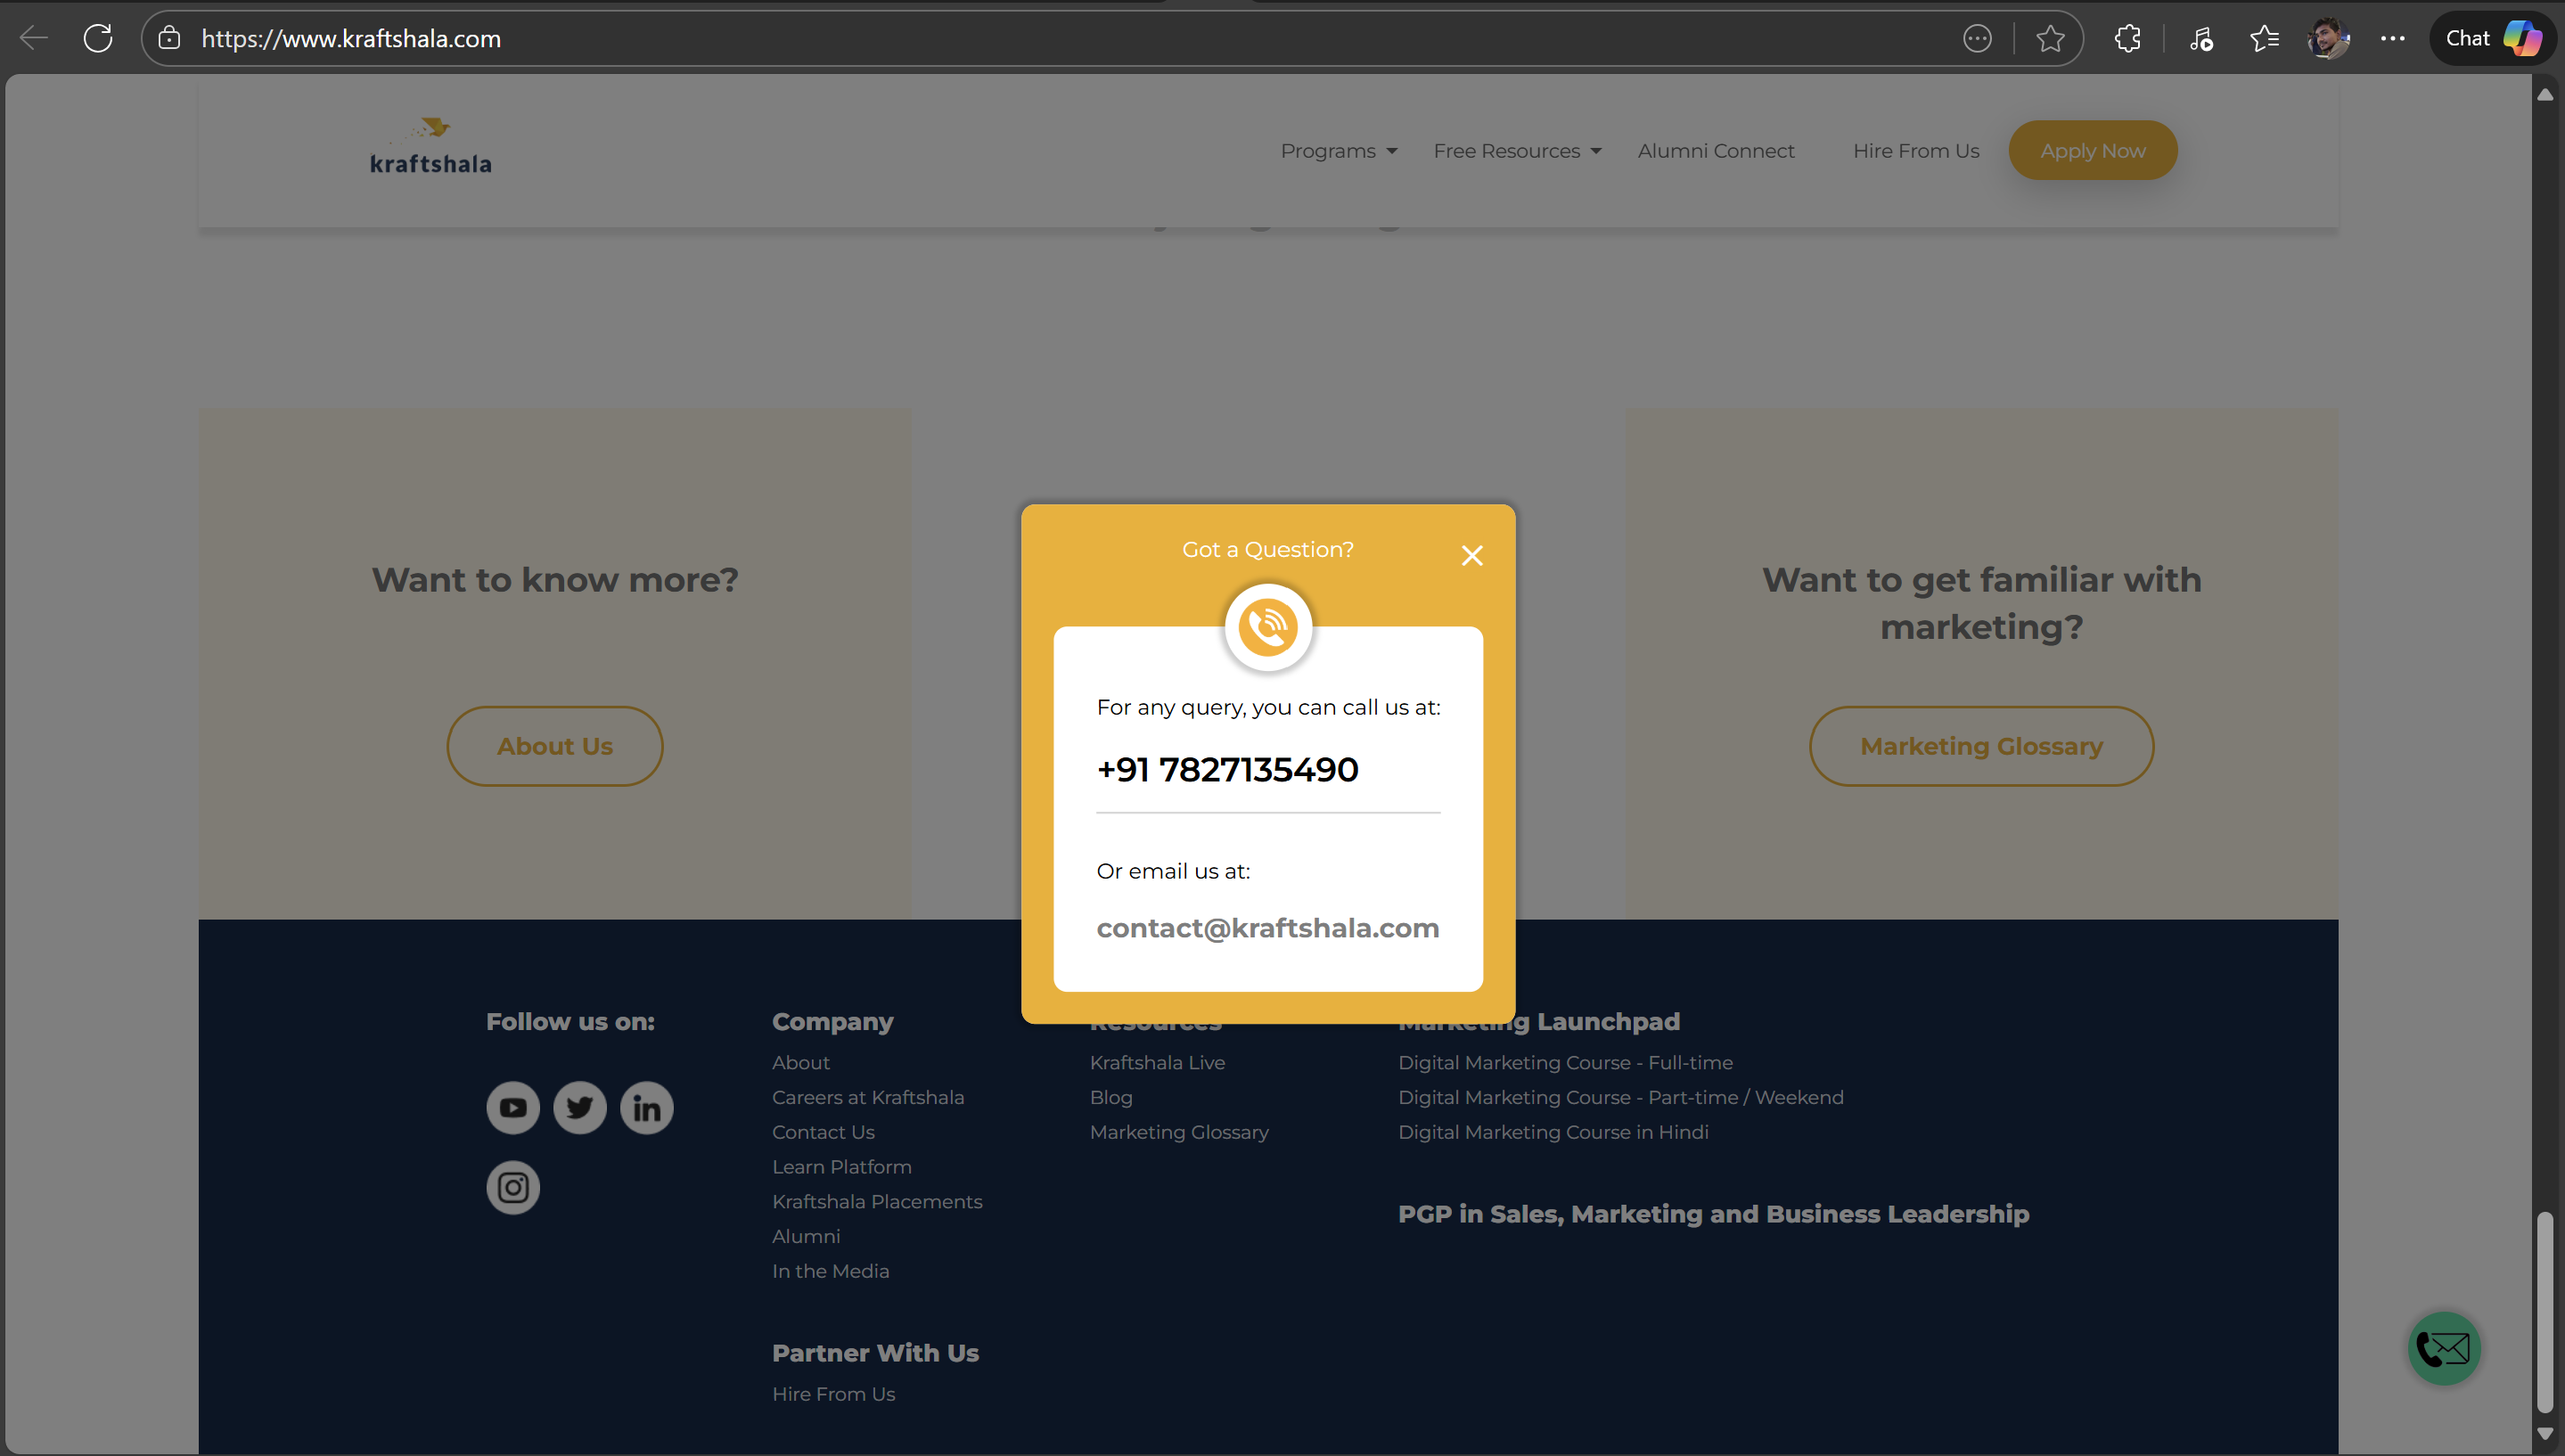 https://www.kraftshala.com
Chat
kraftshala
Programs
Free Resources
Alumni Connect
Hire From Us
Apply Now
Want to know more?
About Us
Got a Question?
For any query, you can call us at:
+91 7827135490
Or email us at:
contact@kraftshala.com
Want to get familiar with
marketing?
Marketing Glossary
Follow us on:
Company
About
Careers at Kraftshala
Contact Us
Learn Platform
Kraftshala Placements
Alumni
In the Media
Partner With Us
Hire From Us
Resources
Kraftshala Live
Blog
Marketing Glossary
Marketing Launchpad
Digital Marketing Course - Full-time
Digital Marketing Course - Part-time / Weekend
Digital Marketing Course in Hindi
PGP in Sales, Marketing and Business Leadership